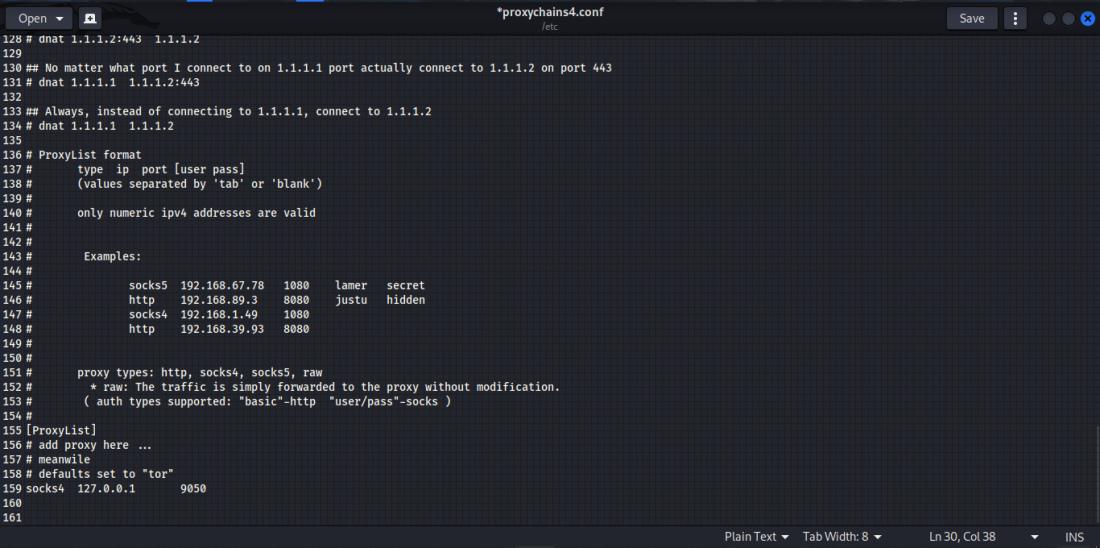 Open
*proxychains4.conf
/etc
Save
128 # dnat 1.1.1.2:443  1.1.1.2
129
130 ## No matter what port I connect to on 1.1.1.1 port actually connect to 1.1.1.2 on port 443
131 # dnat 1.1.1.1  1.1.1.2:443
132
133 ## Always, instead of connecting to 1.1.1.1, connect to 1.1.1.2
134 # dnat 1.1.1.1  1.1.1.2
135
136 # ProxyList format
137 #       type  ip  port [user pass]
138 #       (values separated by 'tab' or 'blank')
139 #
140 #       only numeric ipv4 addresses are valid
141 #
142 #
143 #        Examples:
144 #
145 #               socks5  192.168.67.78   1080    lamer   secret
146 #               http    192.168.89.3    8080    justu   hidden
147 #               socks4  192.168.1.49    1080
148 #               http    192.168.39.93   8080
149 #
150 #
151 #       proxy types: http, socks4, socks5, raw
152 #         * raw: The traffic is simply forwarded to the proxy without modification.
153 #        ( auth types supported: "basic"-http  "user/pass"-socks )
154 #
155 [ProxyList]
156 # add proxy here ...
157 # meanwile
158 # defaults set to "tor"
159 socks4  127.0.0.1       9050
160
161
Plain Text  Tab Width: 8  Ln 30, Col 38  INS